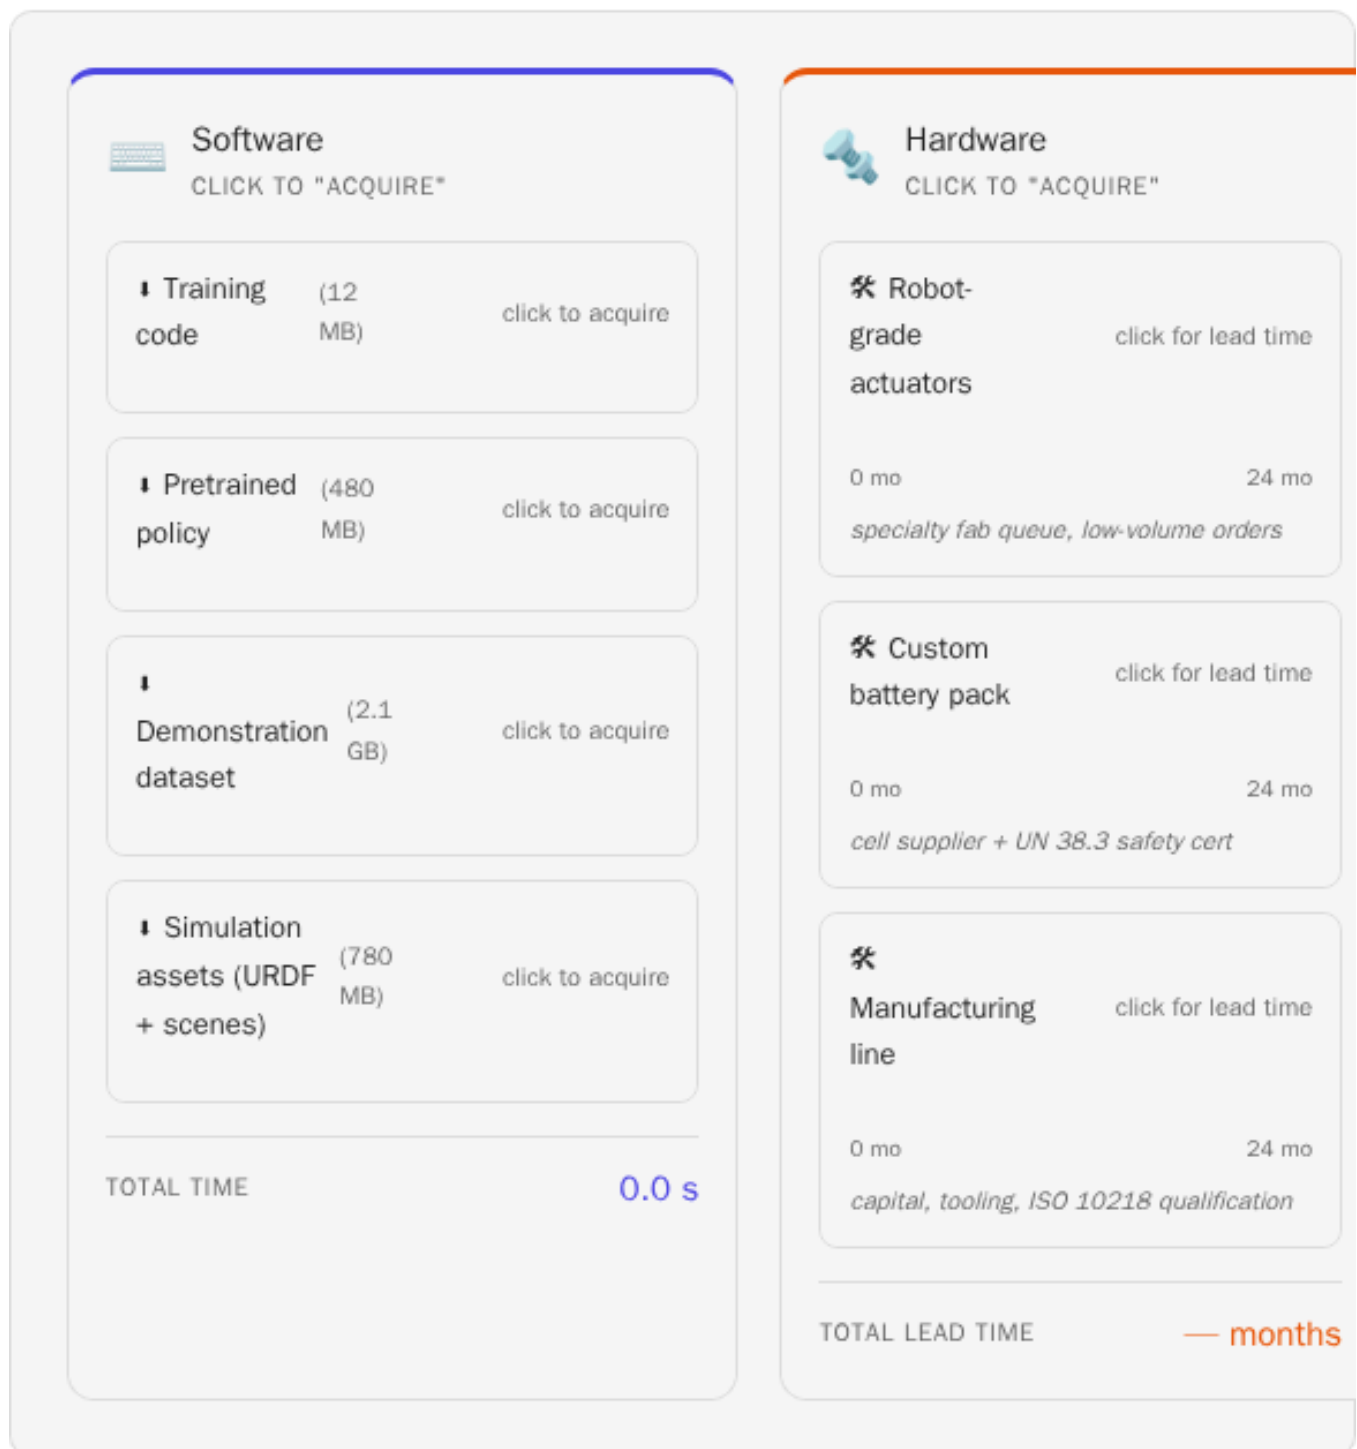 Software
CLICK TO "ACQUIRE"
Training
code
(12
MB)
click to acquire
Pretrained
policy
(480
MB)
click to acquire
Demonstration
dataset
(2.1
GB)
click to acquire
Simulation
assets (URDF
+ scenes)
(780
MB)
click to acquire
TOTAL TIME
0.0 s
Hardware
CLICK TO "ACQUIRE"
Robot-
grade
actuators
click for lead time
0 mo
24 mo
specialty fab queue, low-volume orders
Custom
battery pack
click for lead time
0 mo
24 mo
cell supplier + UN 38.3 safety cert
Manufacturing
line
click for lead time
0 mo
24 mo
capital, tooling, ISO 10218 qualification
TOTAL LEAD TIME
— months